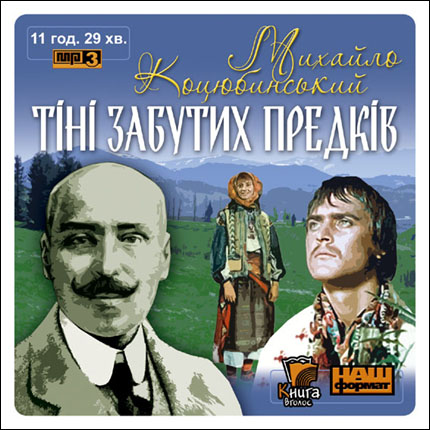 11 год. 29 хв.
mp3
Михайло
Коцюбинський
ТІНІ ЗАБУТИХ ПРЕДКІВ
Книга
Вголос
НАШ
формат